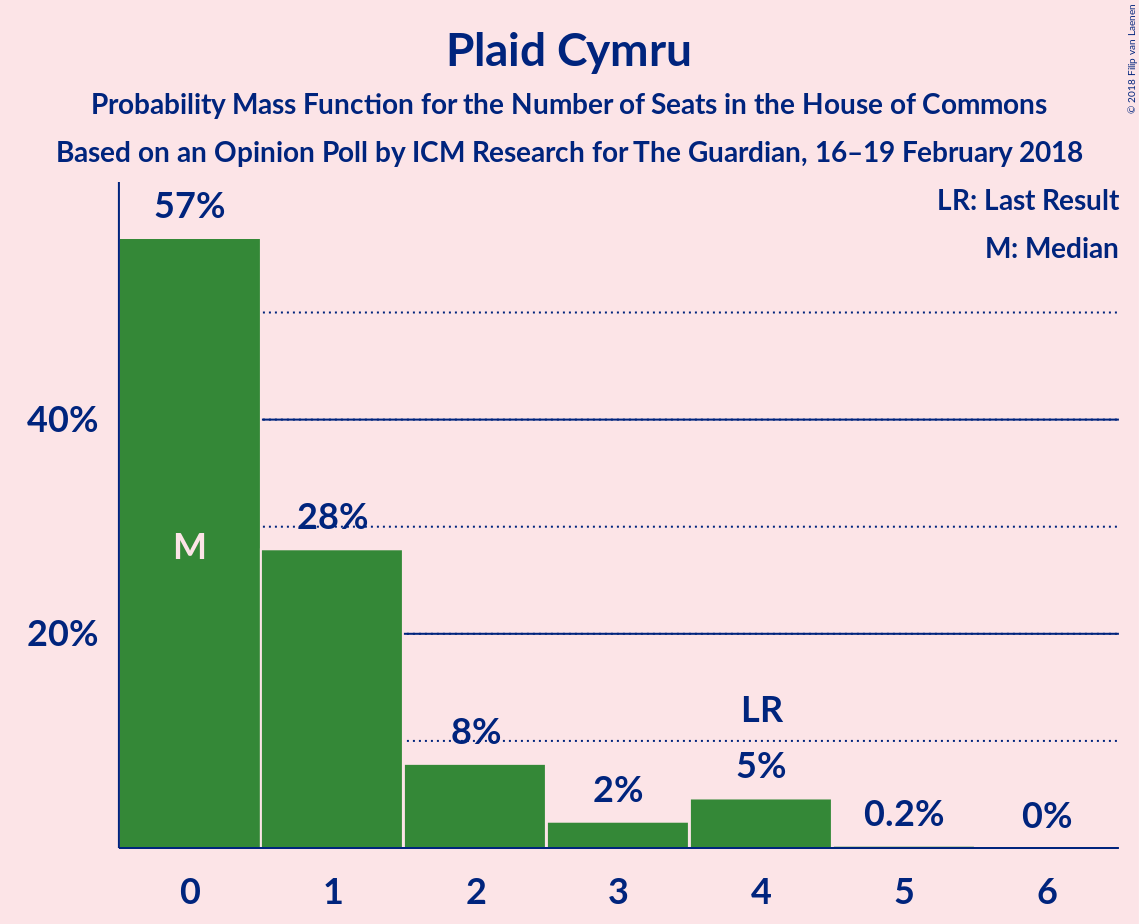 Plaid Cymru
Probability Mass Function for the Number of Seats in the House of Commons
Based on an Opinion Poll by ICM Research for The Guardian, 16–19 February 2018
© 2018 Filip van Laenen
LR: Last Result
M: Median
57%
40%
28%
M
20%
LR
8%
5%
2%
0.2%
0%
0 1 2 3 4 5 6